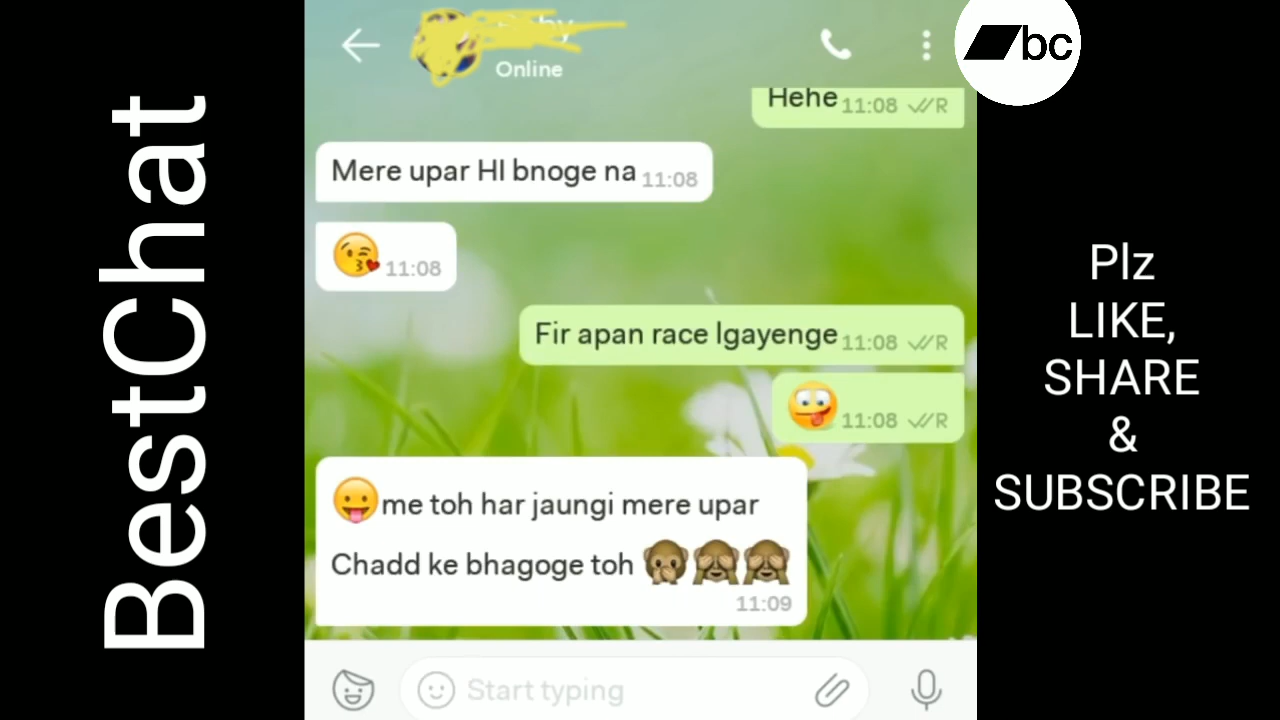 BestChat
Online
bc
Hehe 11:08 R
Mere upar HI bnoge na 11:08
11:08
Fir apan race lgayenge 11:08 R
11:08 R
me toh har jaungi mere upar
Chadd ke bhagoge toh
11:09
Start typing
Plz
LIKE,
SHARE
&
SUBSCRIBE